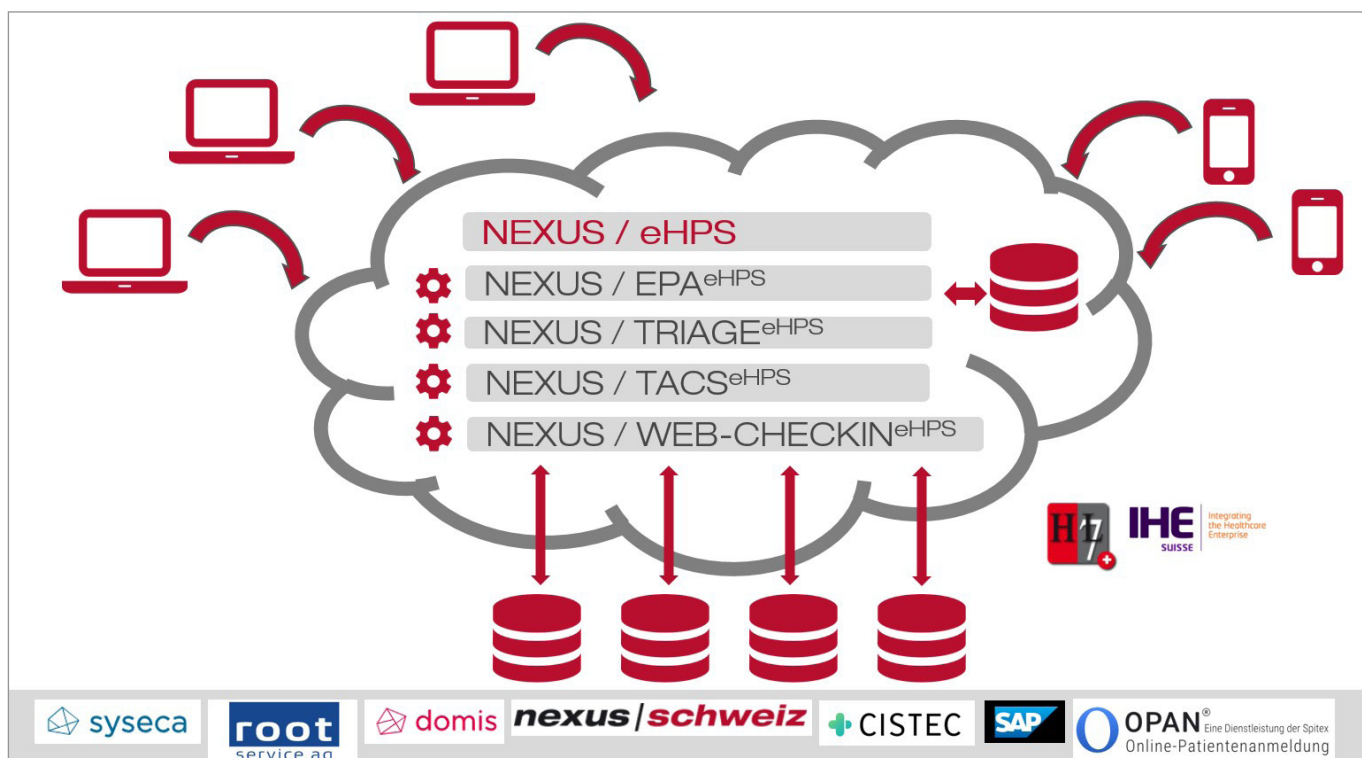 NEXUS / eHPS
NEXUS / EPAeHPS
NEXUS / TRIAGEeHPS
NEXUS / TACSeHPS
NEXUS / WEB-CHECKINeHPS
HL7
IHE
SUISSE
Integrating
the Healthcare
Enterprise
syseca
root
service ag
domis
nexus|schweiz
CISTEC
SAP
OPAN® Eine Dienstleistung der Spitex
Online-Patientenanmeldung